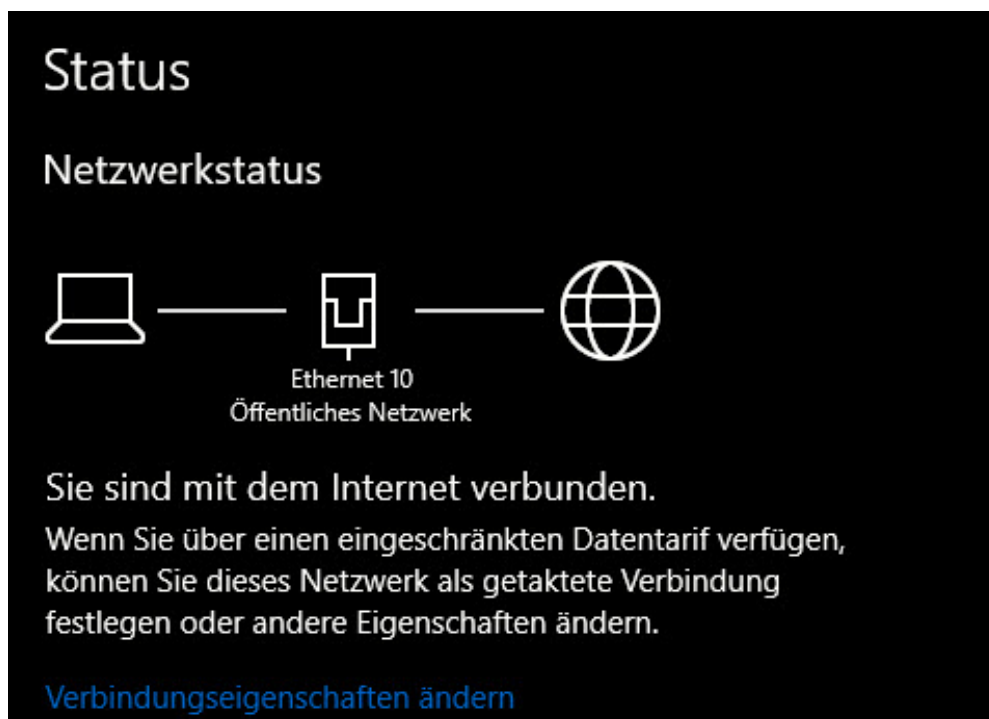 Status
Netzwerkstatus
Ethernet 10
Öffentliches Netzwerk
Sie sind mit dem Internet verbunden.
Wenn Sie über einen eingeschränkten Datentarif verfügen,
können Sie dieses Netzwerk als getaktete Verbindung
festlegen oder andere Eigenschaften ändern.
Verbindungseigenschaften ändern